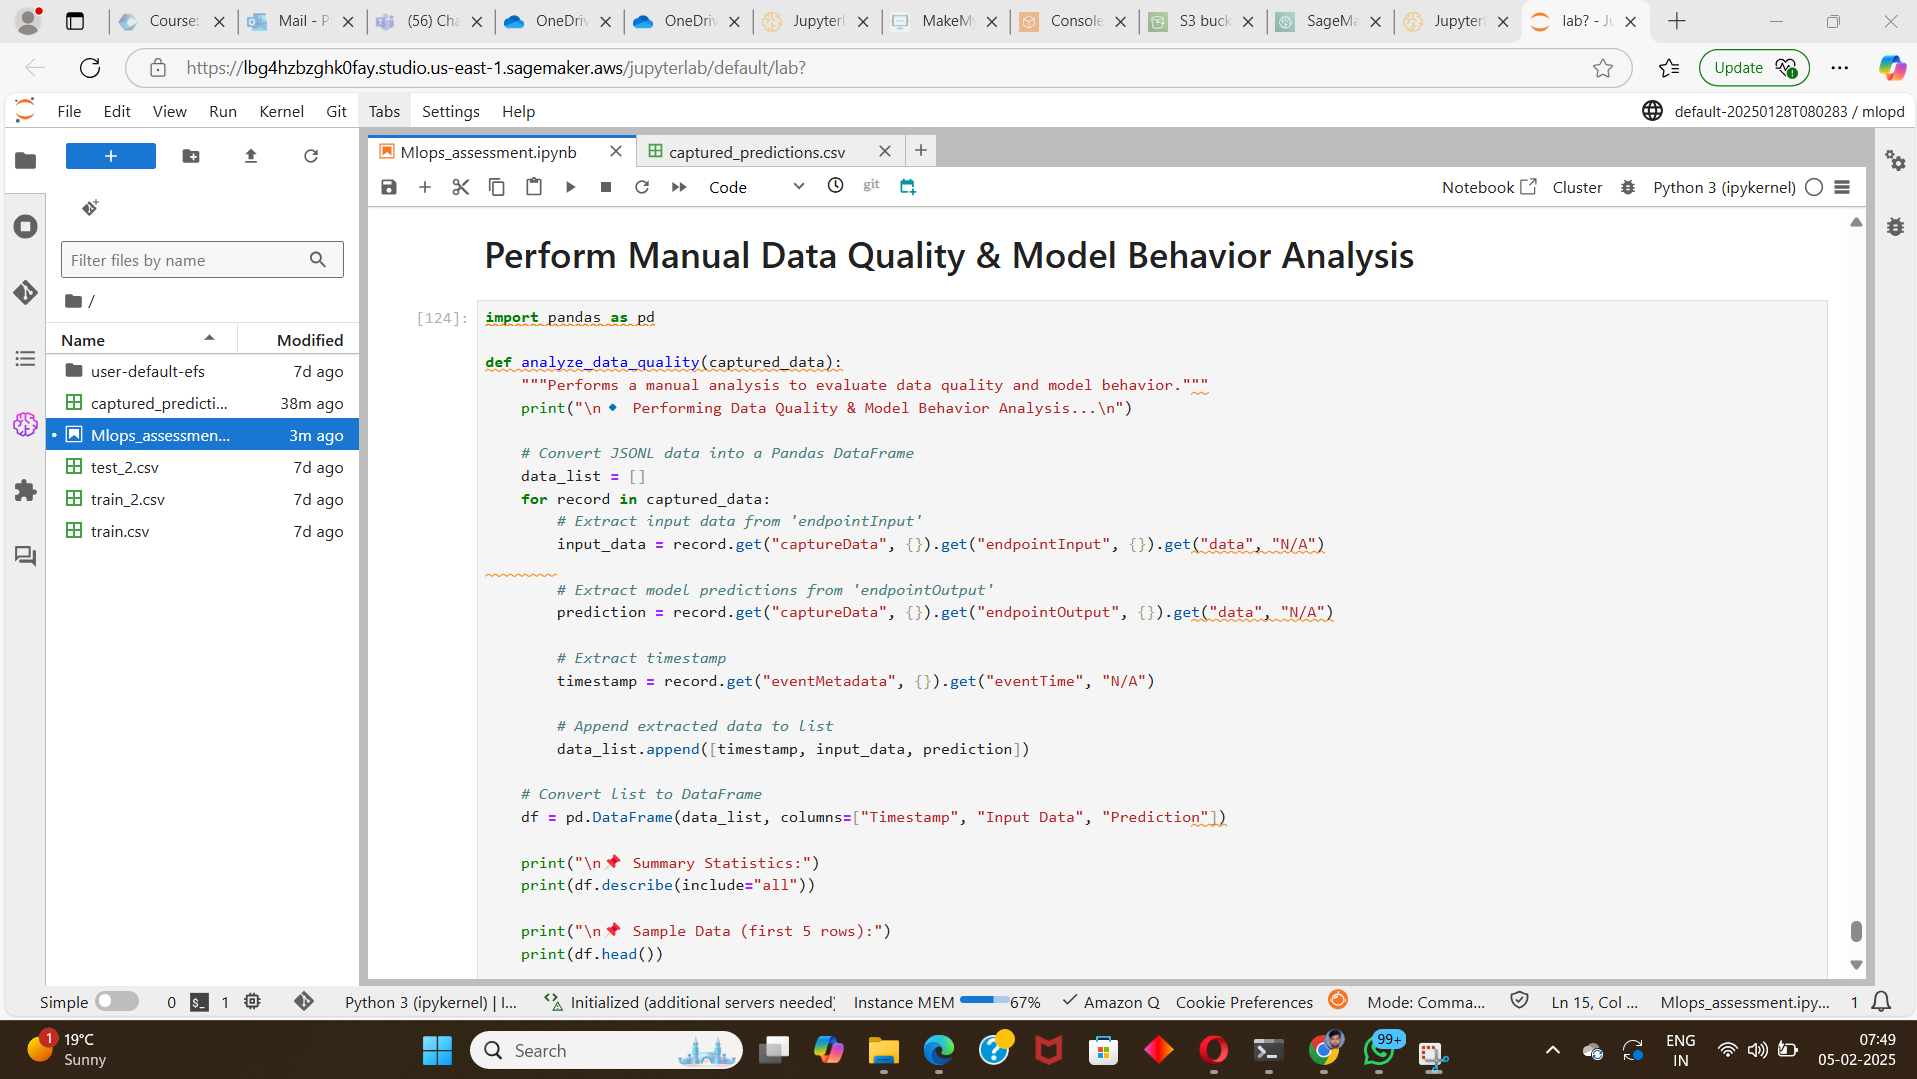 Course:
Mail - P
(56) Cha
OneDriv
OneDriv
Jupyterl
MakeMy
Console
S3 buck
SageMa
Jupyterl
lab? - Ju
https://lbg4hzbzghk0fay.studio.us-east-1.sagemaker.aws/jupyterlab/default/lab?
Update
File Edit View Run Kernel Git Tabs Settings Help
default-20250128T080283 / mlopd
Mlops_assessment.ipynb
captured_predictions.csv
Code
git
Notebook
Cluster
Python 3 (ipykernel)
Filter files by name
/
Name Modified
user-default-efs 7d ago
captured_predicti... 38m ago
Mlops_assessmen... 3m ago
test_2.csv 7d ago
train_2.csv 7d ago
train.csv 7d ago
Perform Manual Data Quality & Model Behavior Analysis
[124]:
import pandas as pd
def analyze_data_quality(captured_data):
"""Performs a manual analysis to evaluate data quality and model behavior."""
print("\n🔹 Performing Data Quality & Model Behavior Analysis...\n")
# Convert JSONL data into a Pandas DataFrame
data_list = []
for record in captured_data:
# Extract input data from 'endpointInput'
input_data = record.get("captureData", {}).get("endpointInput", {}).get("data", "N/A")
# Extract model predictions from 'endpointOutput'
prediction = record.get("captureData", {}).get("endpointOutput", {}).get("data", "N/A")
# Extract timestamp
timestamp = record.get("eventMetadata", {}).get("eventTime", "N/A")
# Append extracted data to list
data_list.append([timestamp, input_data, prediction])
# Convert list to DataFrame
df = pd.DataFrame(data_list, columns=["Timestamp", "Input Data", "Prediction"])
print("\n📌 Summary Statistics:")
print(df.describe(include="all"))
print("\n📌 Sample Data (first 5 rows):")
print(df.head())
Simple 0 $_ 1 Python 3 (ipykernel) | I... Initialized (additional servers needed) Instance MEM 67% Amazon Q Cookie Preferences Mode: Comma... Ln 15, Col ... Mlops_assessment.ipy... 1
1
19°C
Sunny
Search
99+
ENG
IN
07:49
05-02-2025